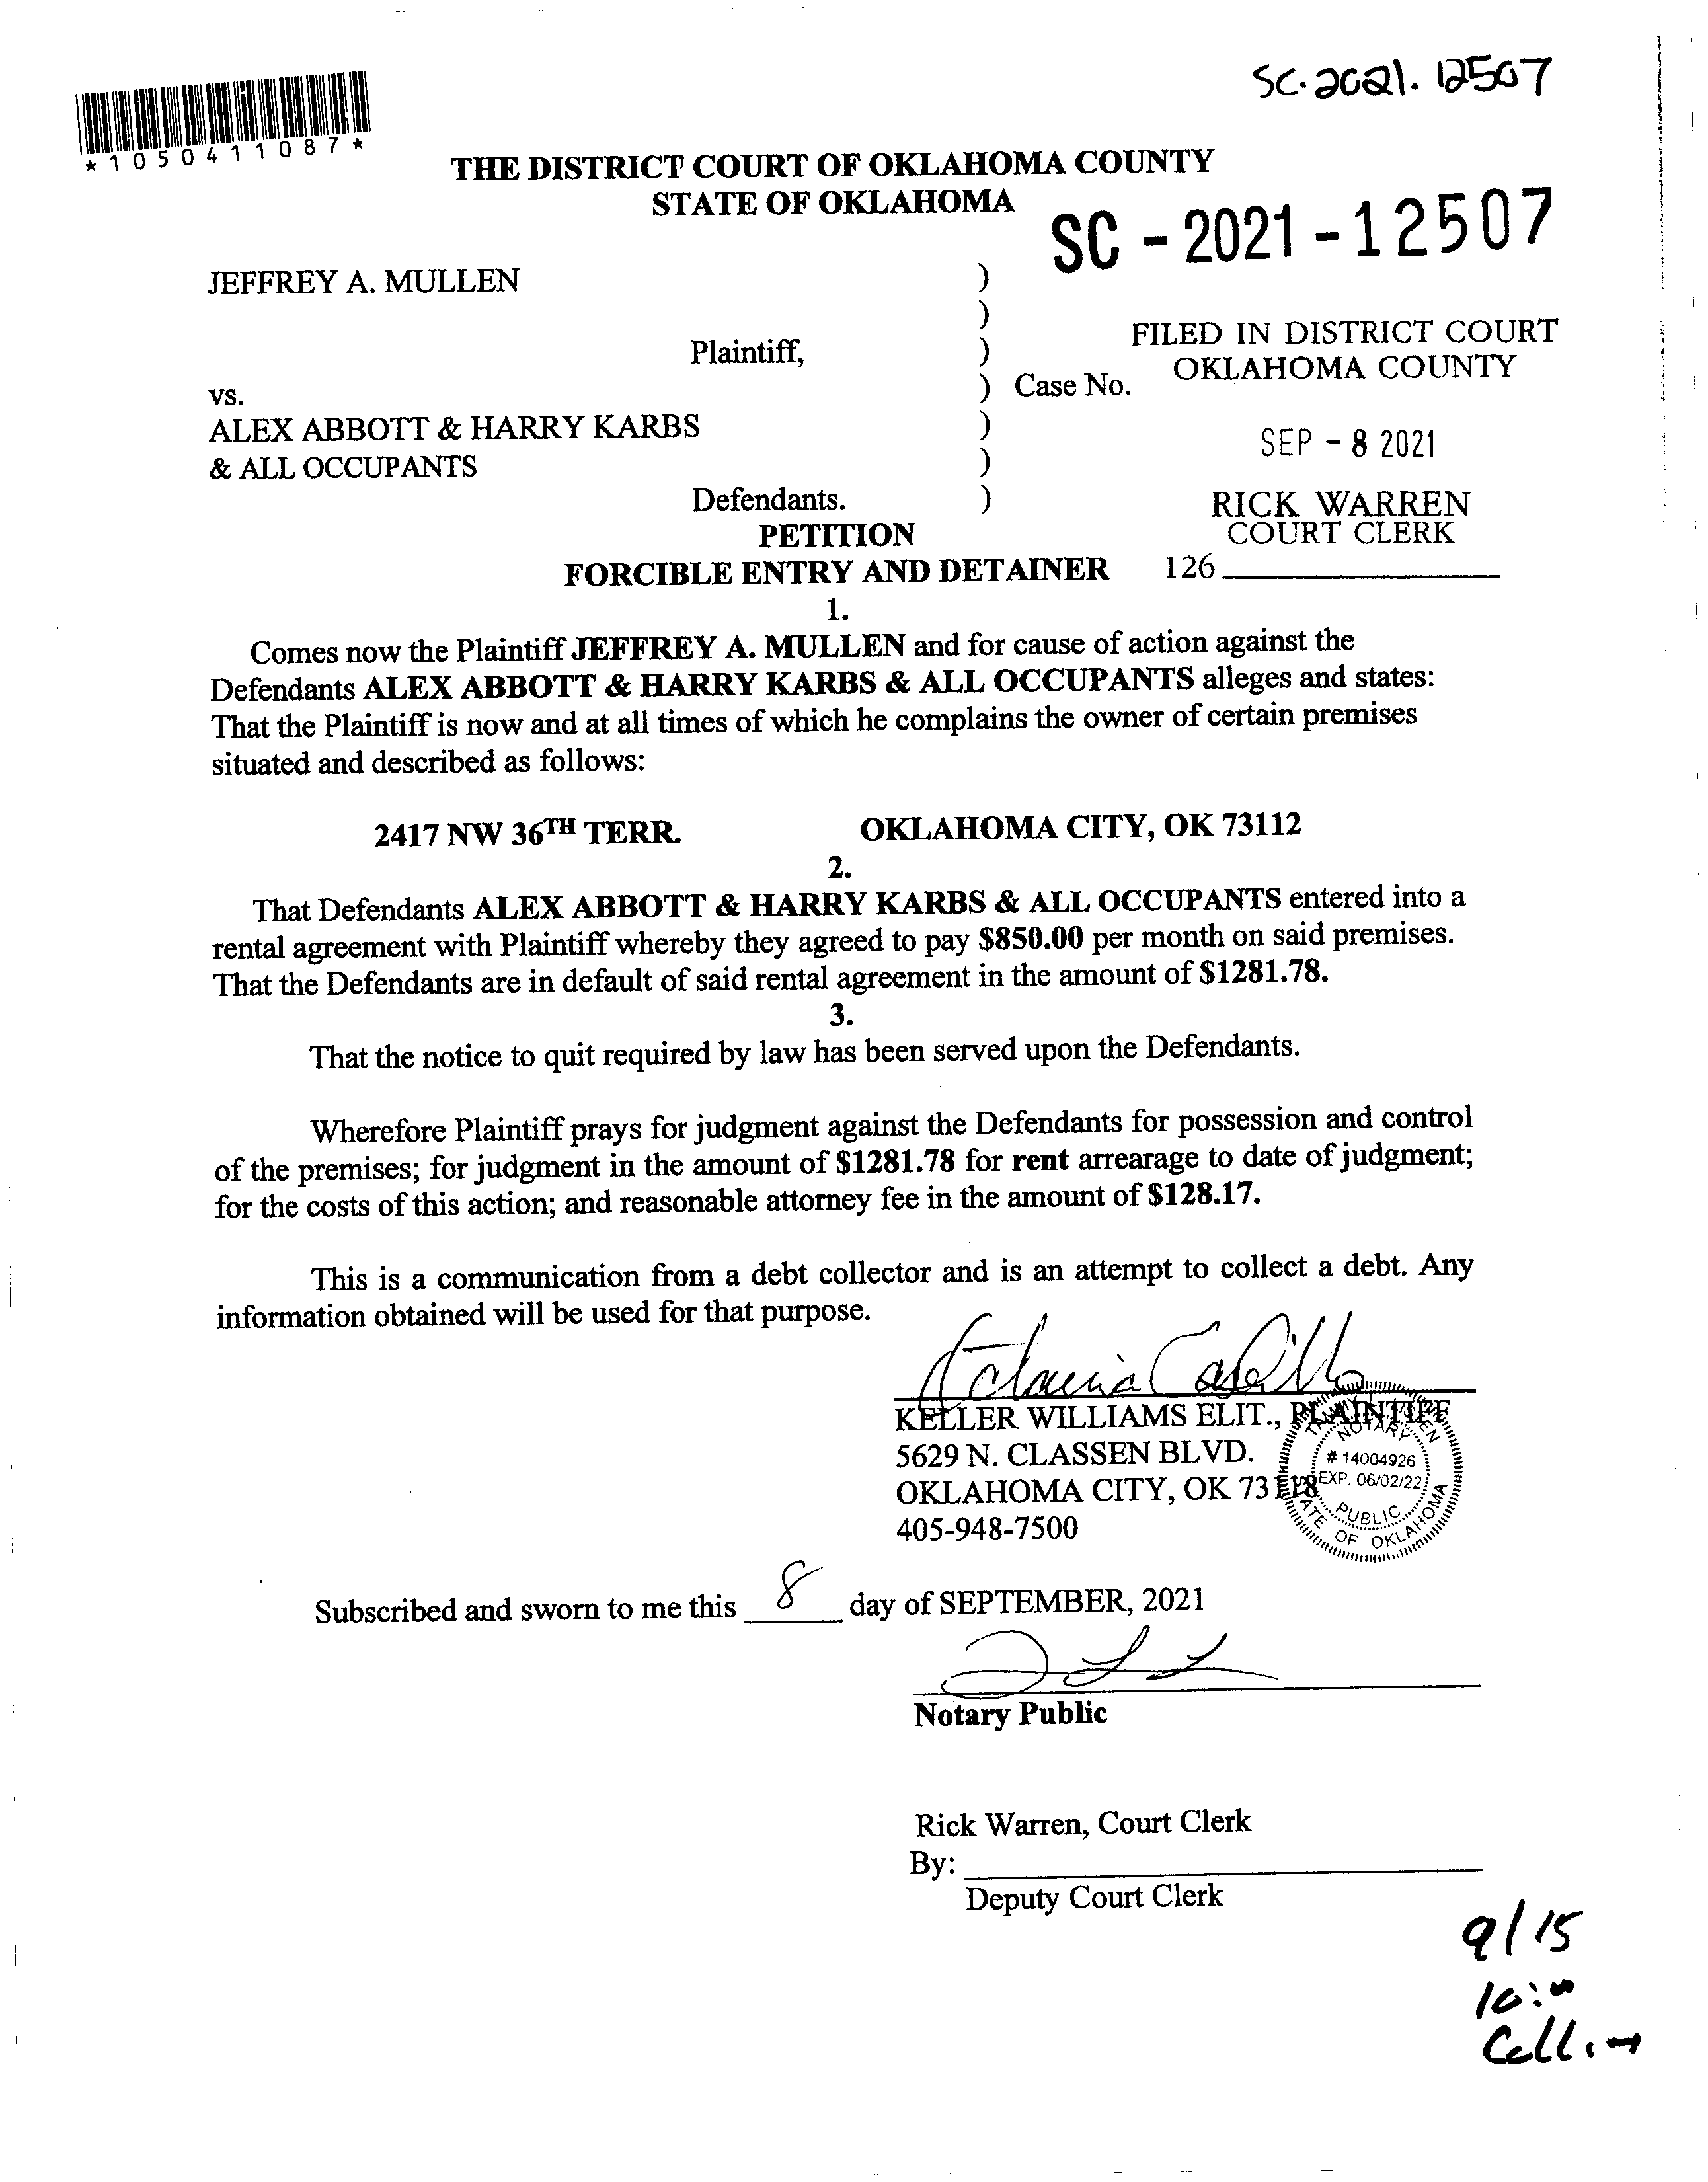 SC-2021-12507
*1050411087*
THE DISTRICT COURT OF OKLAHOMA COUNTY
STATE OF OKLAHOMA
SC - 2021 - 12507
JEFFREY A. MULLEN )
)
Plaintiff, )
FILED IN DISTRICT COURT
OKLAHOMA COUNTY
vs. ) Case No.
ALEX ABBOTT & HARRY KARBS )
& ALL OCCUPANTS )
SEP - 8 2021
Defendants. )
RICK WARREN
COURT CLERK
126
PETITION
FORCIBLE ENTRY AND DETAINER
1.
Comes now the Plaintiff JEFFREY A. MULLEN and for cause of action against the
Defendants ALEX ABBOTT & HARRY KARBS & ALL OCCUPANTS alleges and states:
That the Plaintiff is now and at all times of which he complains the owner of certain premises
situated and described as follows:
2417 NW 36TH TERR. OKLAHOMA CITY, OK 73112
2.
That Defendants ALEX ABBOTT & HARRY KARBS & ALL OCCUPANTS entered into a
rental agreement with Plaintiff whereby they agreed to pay $850.00 per month on said premises.
That the Defendants are in default of said rental agreement in the amount of $1281.78.
3.
That the notice to quit required by law has been served upon the Defendants.
Wherefore Plaintiff prays for judgment against the Defendants for possession and control
of the premises; for judgment in the amount of $1281.78 for rent arrearage to date of judgment;
for the costs of this action; and reasonable attorney fee in the amount of $128.17.
This is a communication from a debt collector and is an attempt to collect a debt. Any
information obtained will be used for that purpose.
KELLER WILLIAMS ELIT., PLAINTIFF
5629 N. CLASSEN BLVD.
OKLAHOMA CITY, OK 73118
405-948-7500
NOTARY
# 14004926
EXP. 06/02/22
PUBLIC
STATE OF OKLAHOMA
Subscribed and sworn to me this 8 day of SEPTEMBER, 2021
Notary Public
Rick Warren, Court Clerk
By:
Deputy Court Clerk
9/15